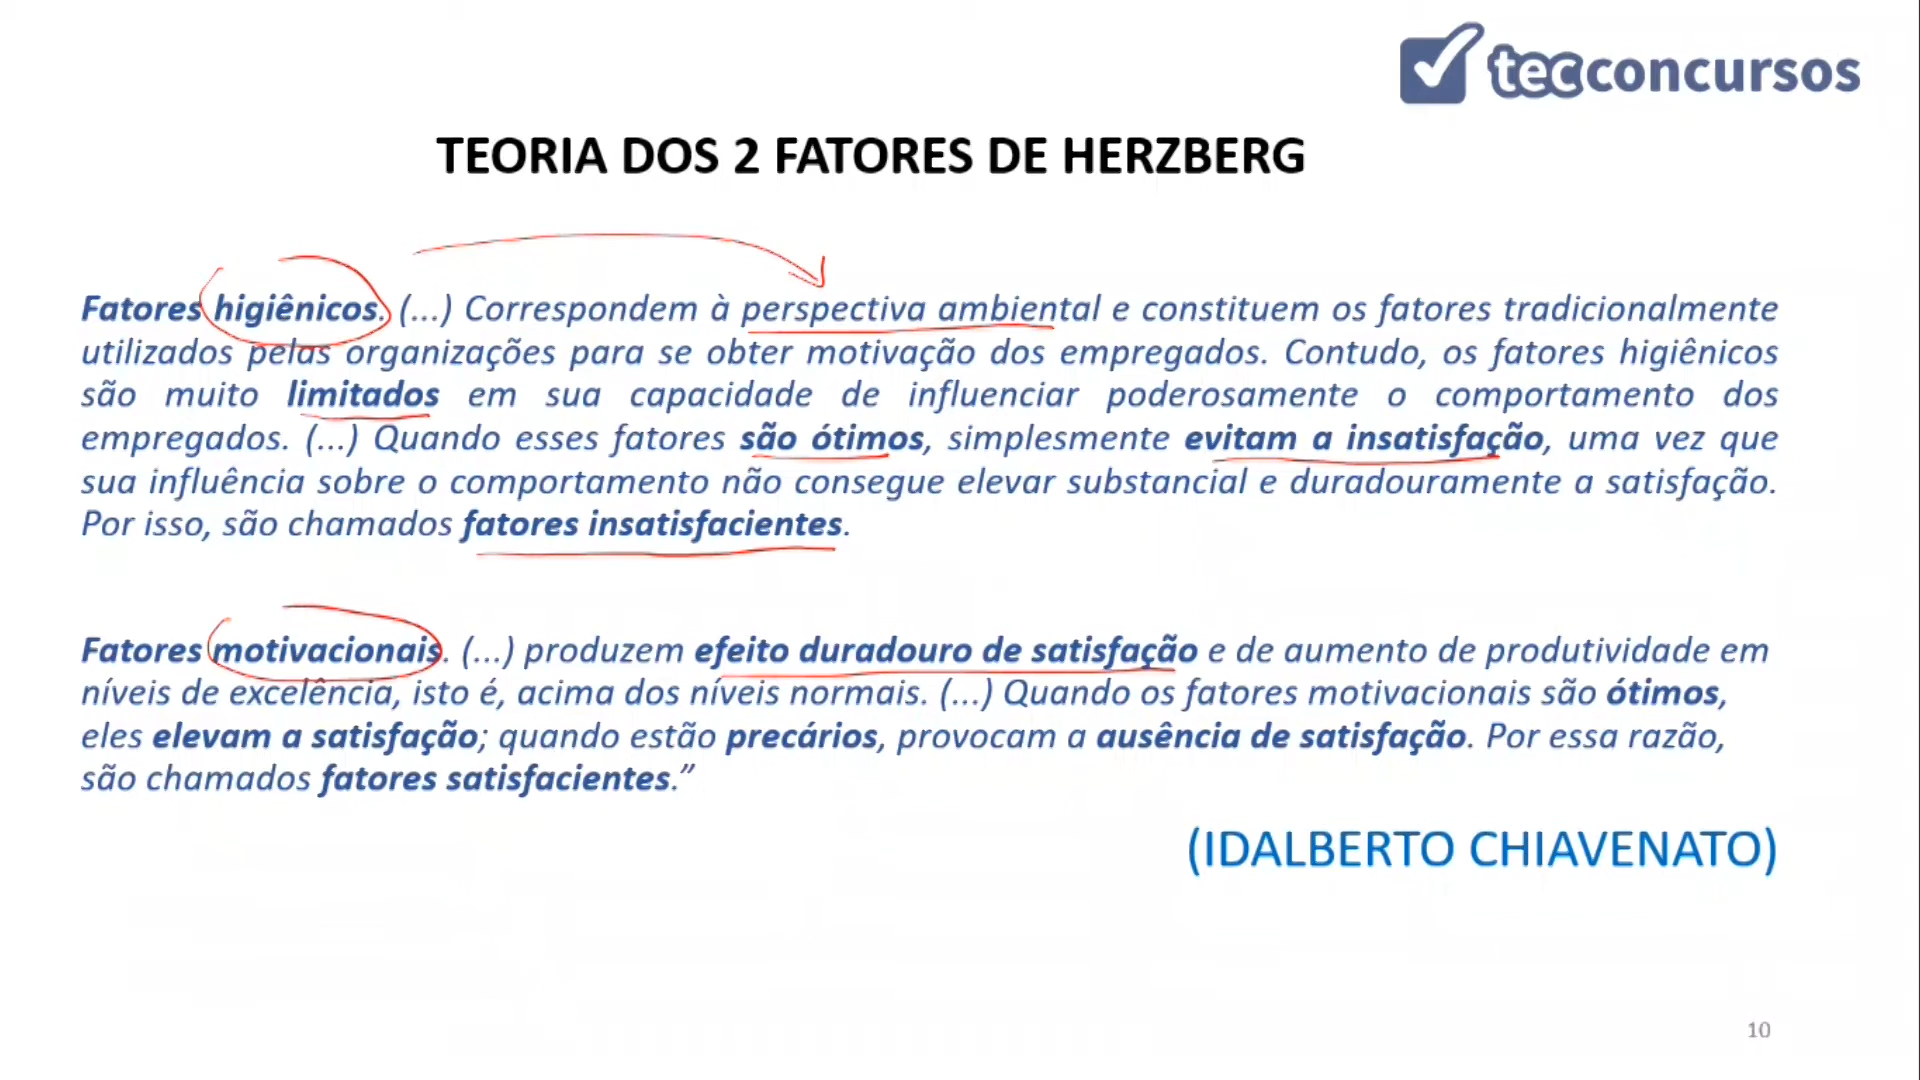 tecconcursos
TEORIA DOS 2 FATORES DE HERZBERG
Fatores higiênicos. (...) Correspondem à perspectiva ambiental e constituem os fatores tradicionalmente
utilizados pelas organizações para se obter motivação dos empregados. Contudo, os fatores higiênicos
são muito limitados em sua capacidade de influenciar poderosamente o comportamento dos
empregados. (...) Quando esses fatores são ótimos, simplesmente evitam a insatisfação, uma vez que
sua influência sobre o comportamento não consegue elevar substancial e duradouramente a satisfação.
Por isso, são chamados fatores insatisfacientes.
Fatores motivacionais. (...) produzem efeito duradouro de satisfação e de aumento de produtividade em
níveis de excelência, isto é, acima dos níveis normais. (...) Quando os fatores motivacionais são ótimos,
eles elevam a satisfação; quando estão precários, provocam a ausência de satisfação. Por essa razão,
são chamados fatores satisfacientes.”
(IDALBERTO CHIAVENATO)
10